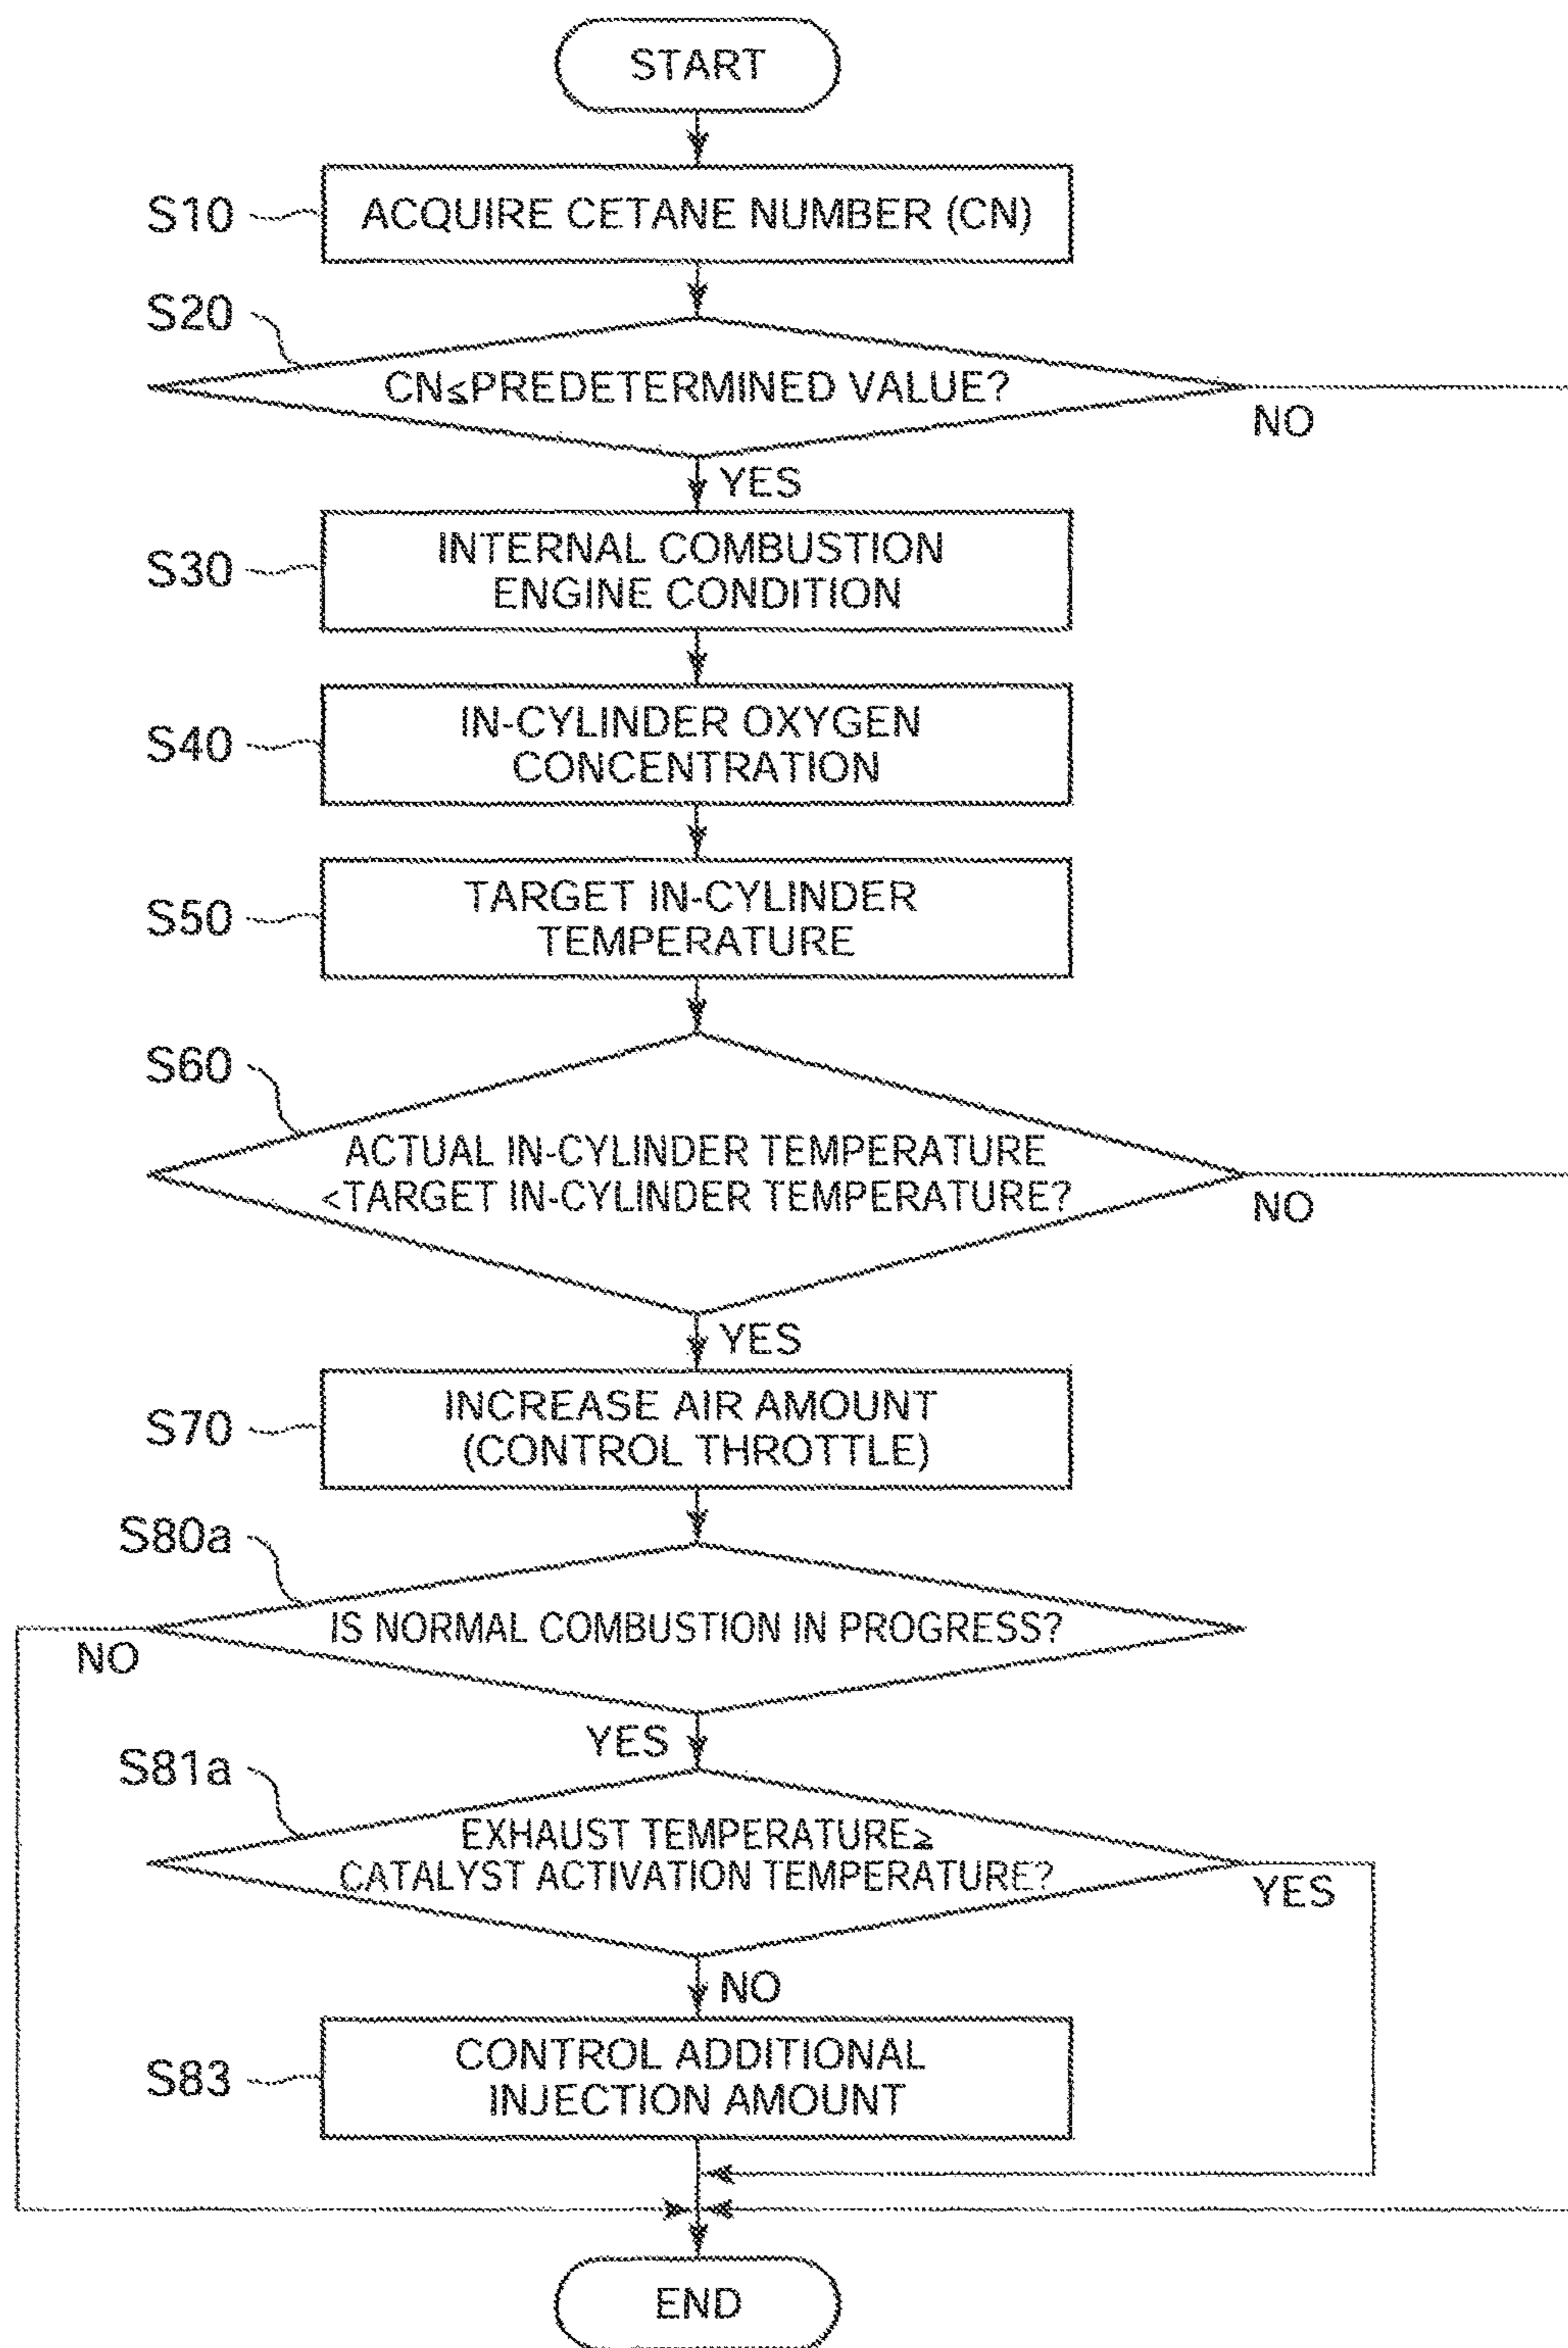 START
S10
ACQUIRE CETANE NUMBER (CN)
S20
CN≦PREDETERMINED VALUE?
NO
YES
S30
INTERNAL COMBUSTION
ENGINE CONDITION
S40
IN-CYLINDER OXYGEN
CONCENTRATION
S50
TARGET IN-CYLINDER
TEMPERATURE
S60
ACTUAL IN-CYLINDER TEMPERATURE
<TARGET IN-CYLINDER TEMPERATURE?
NO
YES
S70
INCREASE AIR AMOUNT
(CONTROL THROTTLE)
S80a
IS NORMAL COMBUSTION IN PROGRESS?
NO
YES
S81a
EXHAUST TEMPERATURE≧
CATALYST ACTIVATION TEMPERATURE?
YES
NO
S83
CONTROL ADDITIONAL
INJECTION AMOUNT
END